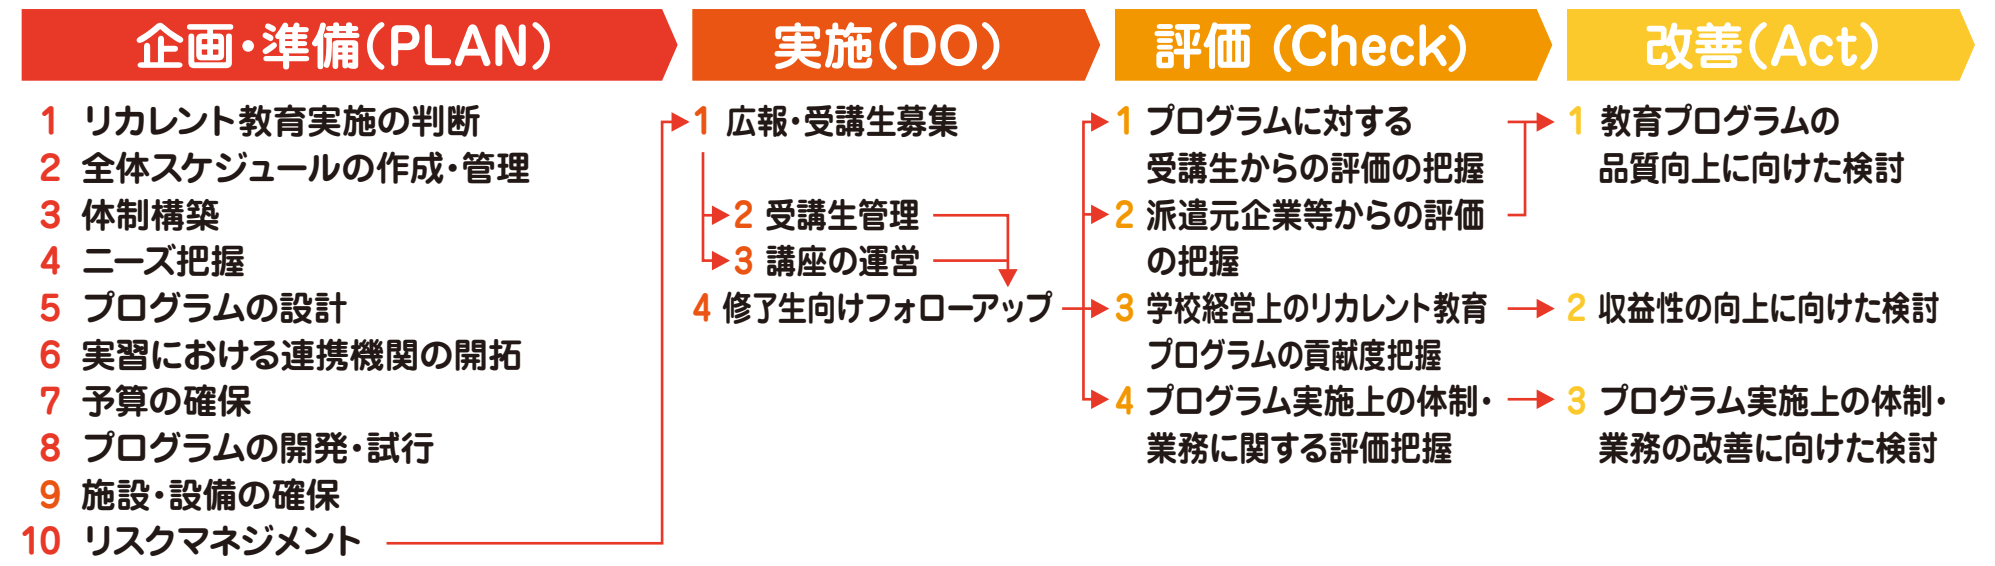 企画・準備(PLAN)
1 リカレント教育実施の判断
2 全体スケジュールの作成・管理
3 体制構築
4 ニーズ把握
5 プログラムの設計
6 実習における連携機関の開拓
7 予算の確保
8 プログラムの開発・試行
9 施設・設備の確保
10 リスクマネジメント
実施(DO)
1 広報・受講生募集
2 受講生管理
3 講座の運営
4 修了生向けフォローアップ
評価 (Check)
1 プログラムに対する
受講生からの評価の把握
2 派遣元企業等からの評価
の把握
3 学校経営上のリカレント教育
プログラムの貢献度把握
4 プログラム実施上の体制・
業務に関する評価把握
改善(Act)
1 教育プログラムの
品質向上に向けた検討
2 収益性の向上に向けた検討
3 プログラム実施上の体制・
業務の改善に向けた検討